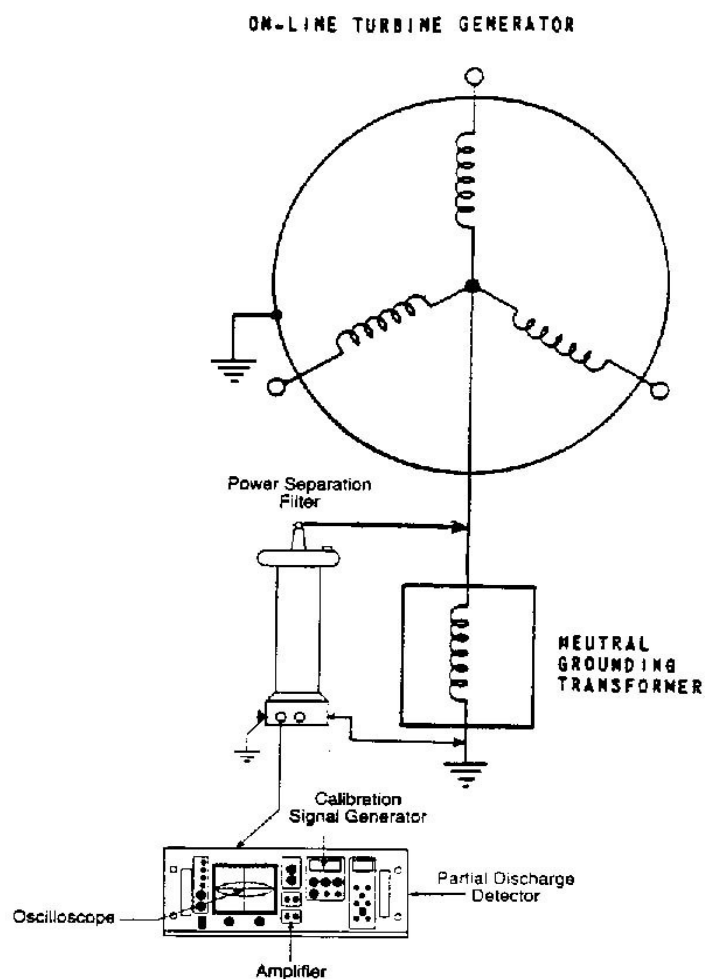 ON-LINE TURBINE GENERATOR
Power Separation
Filter
NEUTRAL
GROUNDING
TRANSFORMER
Calibration
Signal Generator
Partial Discharge
Detector
Oscilloscope
Amplifier